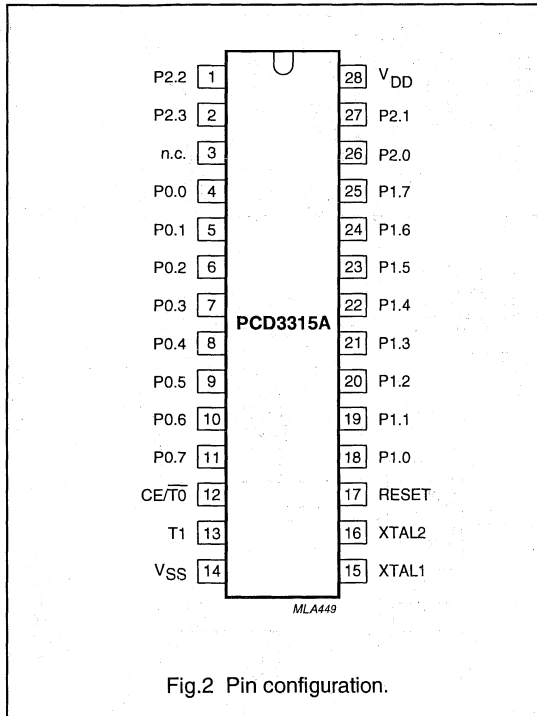 P2.2 1 28 VDD
P2.3 2 27 P2.1
n.c. 3 26 P2.0
P0.0 4 25 P1.7
P0.1 5 24 P1.6
P0.2 6 23 P1.5
P0.3 7 22 P1.4
PCD3315A
P0.4 8 21 P1.3
P0.5 9 20 P1.2
P0.6 10 19 P1.1
P0.7 11 18 P1.0
CE/T̅0̅ 12 17 RESET
T1 13 16 XTAL2
VSS 14 15 XTAL1
MLA449
Fig.2 Pin configuration.